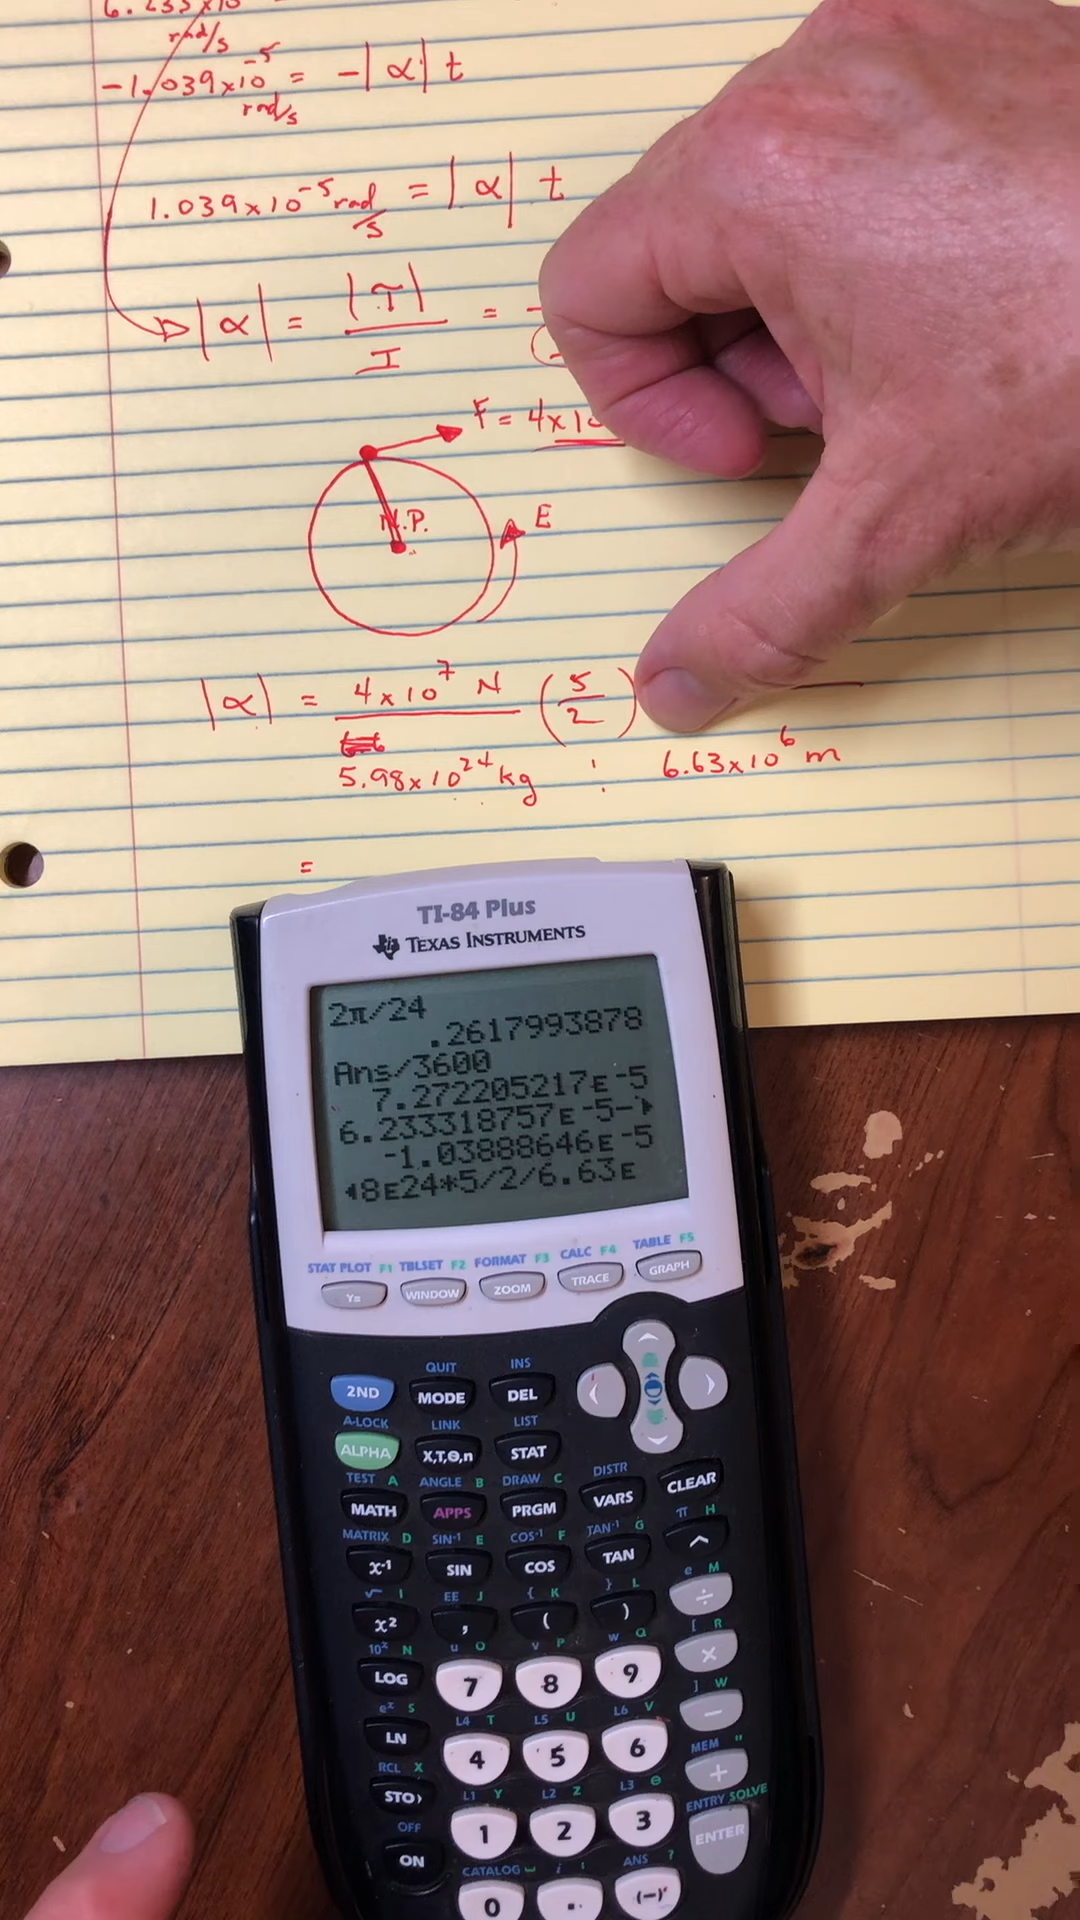 6.233x10
rad/s
-1.039x10⁻⁵ = -|α| t
rad/s
1.039x10⁻⁵ rad/s = |α| t
|α| = |τ|/I =
F = 4x10
N.P.
E
|α| = 4x10⁷ N (5/2)
5.98x10²⁴ kg 6.63x10⁶ m
=
TI-84 Plus
TEXAS INSTRUMENTS
2π/24
.2617993878
Ans/3600
7.272205217E-5
6.233318757E-5-
-1.03888646E-5
8E24*5/2/6.63E
STAT PLOT F1 TBLSET F2 FORMAT F3 CALC F4 TABLE F5
Y= WINDOW ZOOM TRACE GRAPH
QUIT INS
2ND MODE DEL
A-LOCK LINK LIST
ALPHA X,T,Θ,n STAT
TEST A ANGLE B DRAW C DISTR
MATH APPS PRGM VARS CLEAR
MATRIX D SIN⁻¹ E COS⁻¹ F TAN⁻¹ G π H
x⁻¹ SIN COS TAN ^
√ I EE J { K } L e M
x² , ( ) ÷
10ˣ N u O v P w Q [ R
LOG 7 8 9 ×
eˣ S L4 T L5 U L6 V ] W
LN 4 5 6 −
RCL X L1 Y L2 Z L3 Θ MEM "
STO› 1 2 3 +
OFF CATALOG i : ANS ? ENTRY SOLVE
ON 0 . (−) ENTER